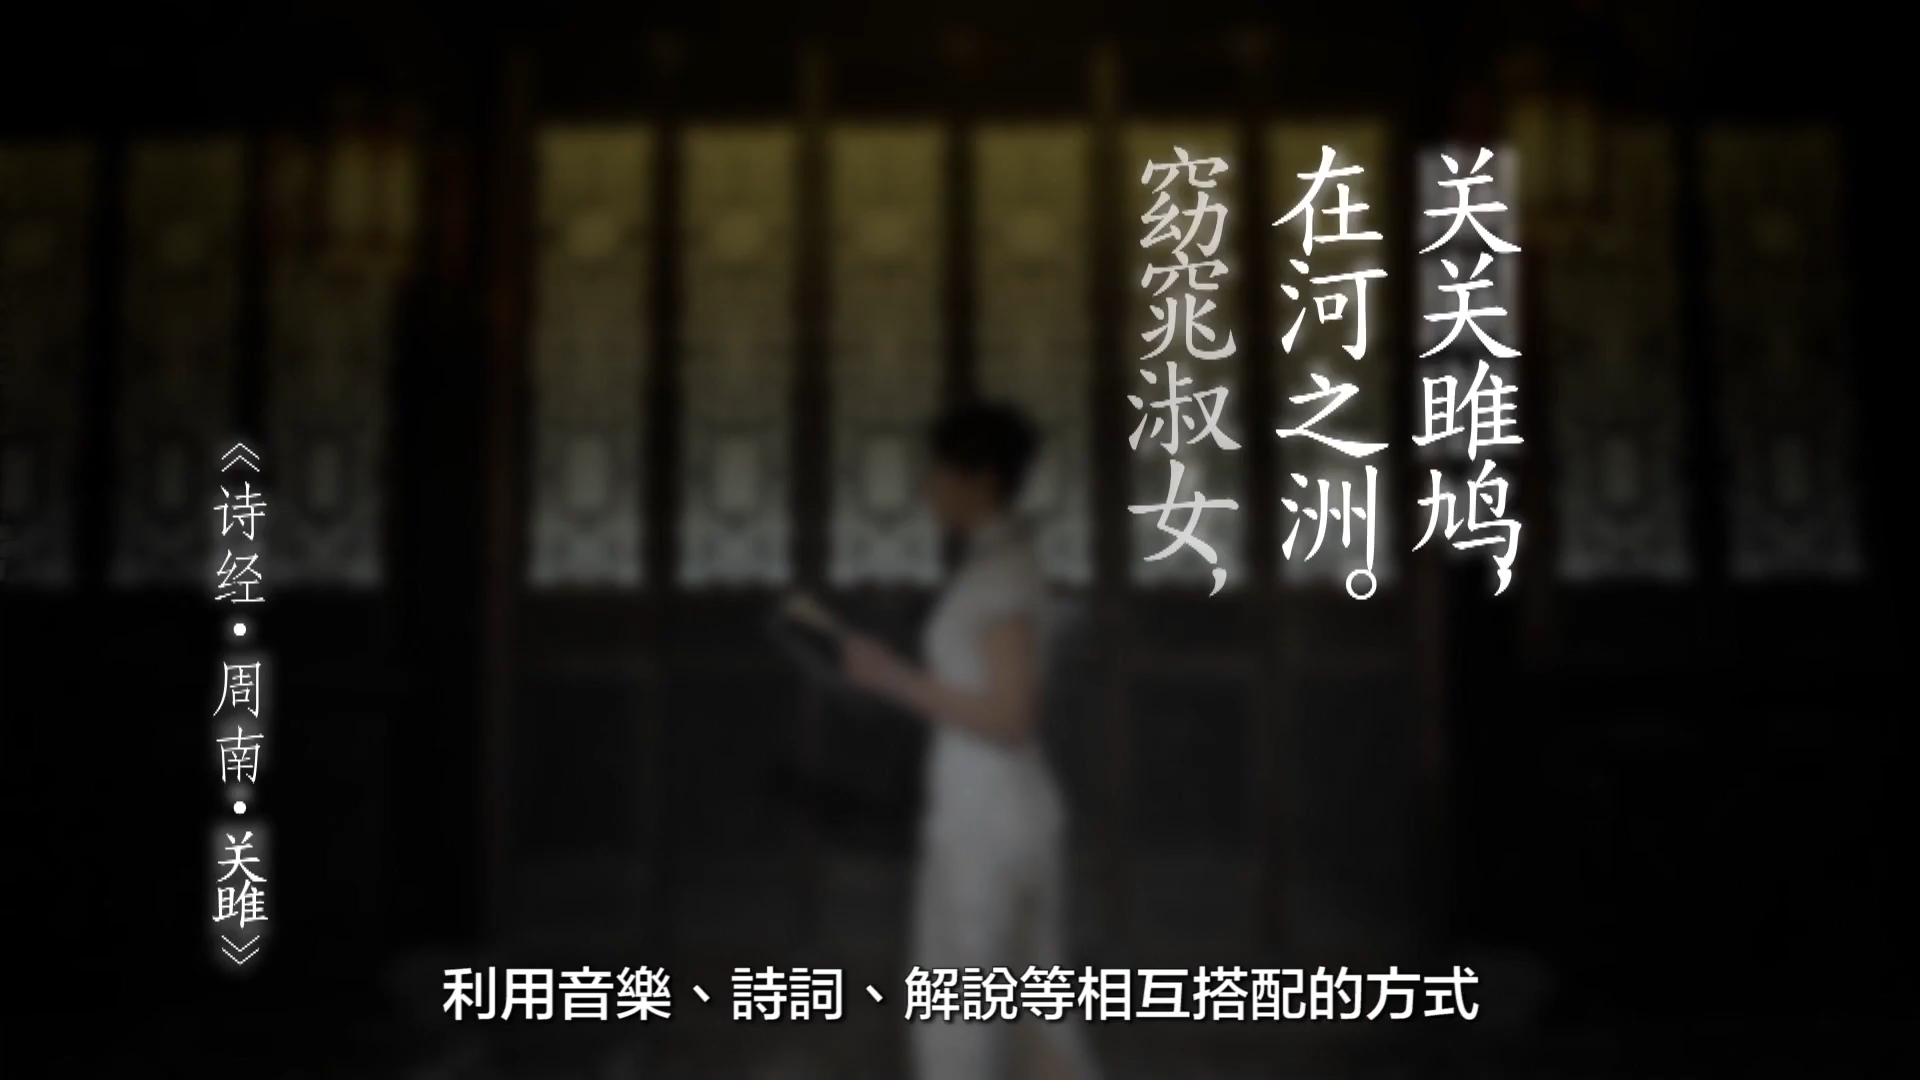 关关雎鸠，
在河之洲。
窈窕淑女，
《诗经·周南·关雎》
利用音樂、詩詞、解說等相互搭配的方式